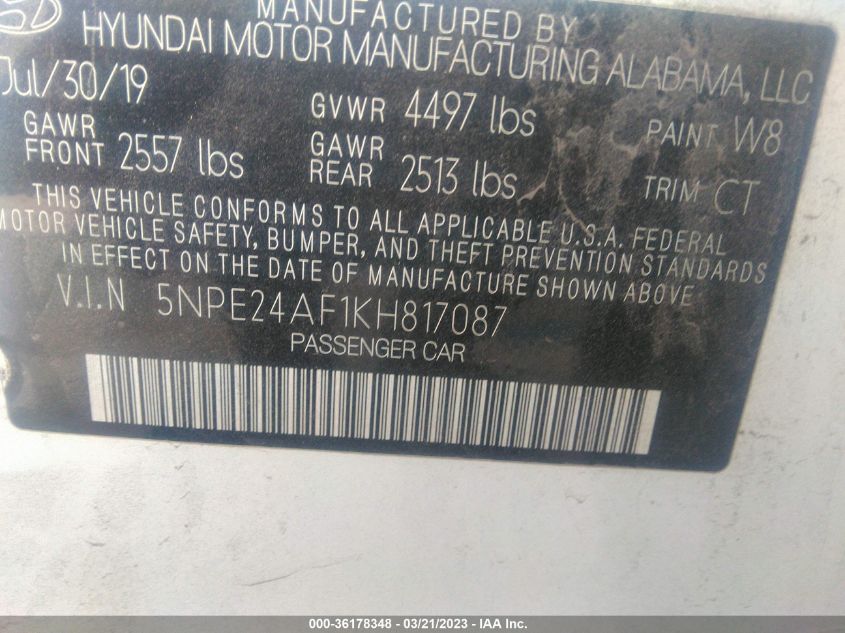 MANUFACTURED BY
HYUNDAI MOTOR MANUFACTURING ALABAMA, LLC
Jul/30/19
GVWR 4497 lbs
PAINT W8
GAWR FRONT 2557 lbs
GAWR REAR 2513 lbs
TRIM CT
THIS VEHICLE CONFORMS TO ALL APPLICABLE U.S.A. FEDERAL
MOTOR VEHICLE SAFETY, BUMPER, AND THEFT PREVENTION STANDARDS
IN EFFECT ON THE DATE OF MANUFACTURE SHOWN ABOVE
V.I.N 5NPE24AF1KH817087
PASSENGER CAR
000-36178348 - 03/21/2023 - IAA Inc.